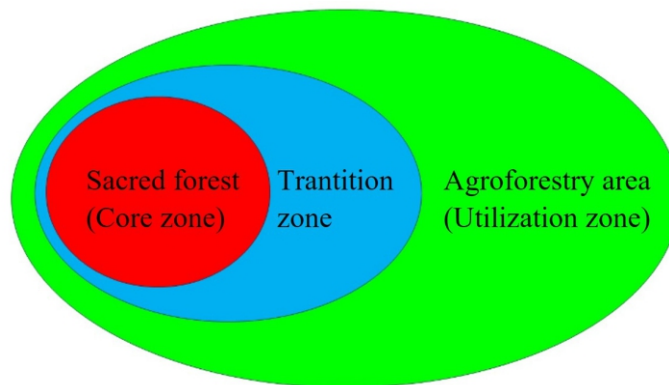 Sacred forest
(Core zone)
Trantition
zone
Agroforestry area
(Utilization zone)